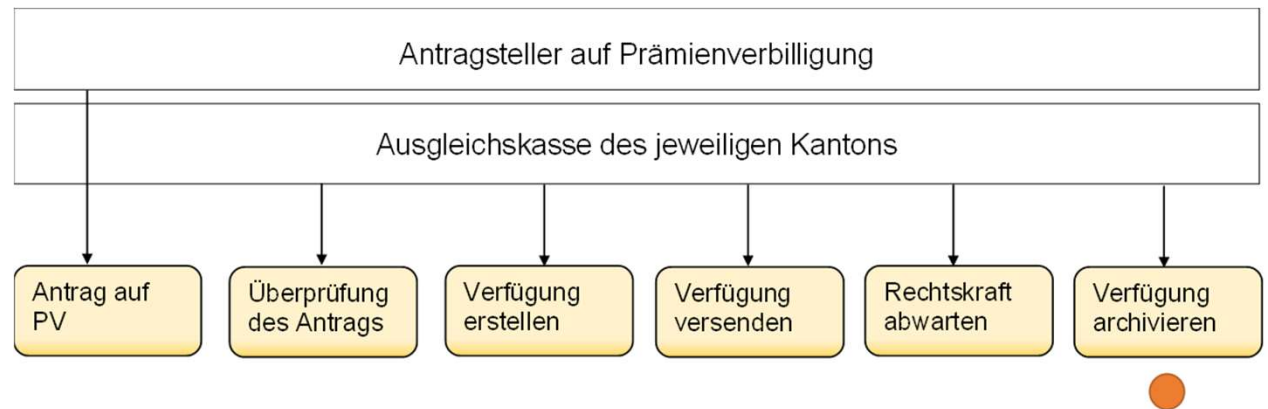 Antragsteller auf Prämienverbilligung
Ausgleichskasse des jeweiligen Kantons
Antrag auf
PV
Überprüfung
des Antrags
Verfügung
erstellen
Verfügung
versenden
Rechtskraft
abwarten
Verfügung
archivieren